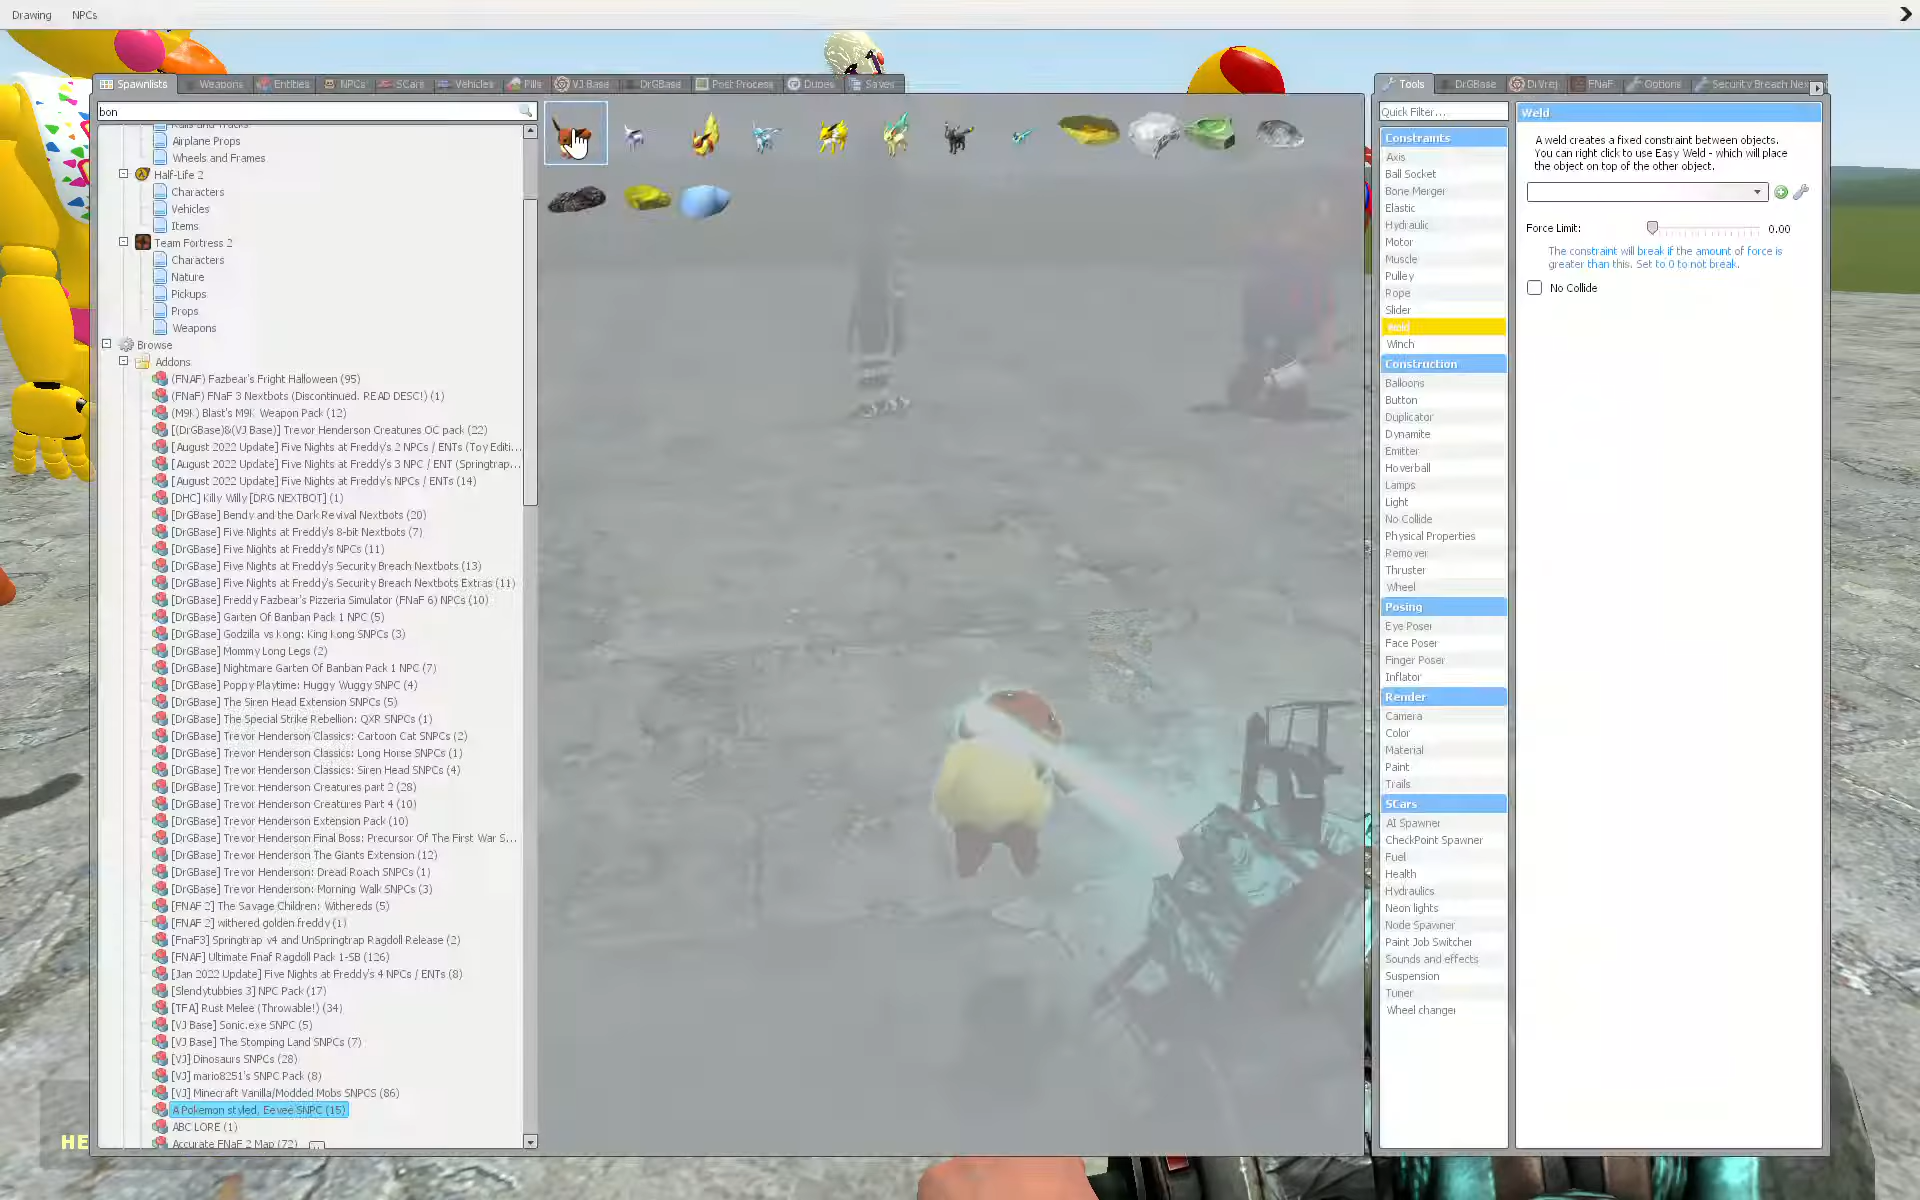 Drawing NPCs
Spawnlists Weapons Entities NPCs SCars Vehicles Pills VJ Base DrGBase Post Process Dupes Saves
Tools DrGBase DrVrej FNaF Options Security Breach Nex
bon
Rails and Tracks
Airplane Props
Wheels and Frames
Half-Life 2
Characters
Vehicles
Items
Team Fortress 2
Characters
Nature
Pickups
Props
Weapons
Browse
Addons
(FNAF) Fazbear's Fright Halloween (95)
(FNaF) FNaF 3 Nextbots (Discontinued. READ DESC!) (1)
(M9K) Blast's M9K Weapon Pack (12)
[(DrGBase)&(VJ Base)] Trevor Henderson Creatures OC pack (22)
[August 2022 Update] Five Nights at Freddy's 2 NPCs / ENTs (Toy Editi...
[August 2022 Update] Five Nights at Freddy's 3 NPC / ENT (Springtrap...
[August 2022 Update] Five Nights at Freddy's NPCs / ENTs (14)
[DHC] Killy Willy [DRG NEXTBOT] (1)
[DrGBase] Bendy and the Dark Revival Nextbots (20)
[DrGBase] Five Nights at Freddy's 8-bit Nextbots (7)
[DrGBase] Five Nights at Freddy's NPCs (11)
[DrGBase] Five Nights at Freddy's Security Breach Nextbots (13)
[DrGBase] Five Nights at Freddy's Security Breach Nextbots Extras (11)
[DrGBase] Freddy Fazbear's Pizzeria Simulator (FNaF 6) NPCs (10)
[DrGBase] Garten Of Banban Pack 1 NPC (5)
[DrGBase] Godzilla vs Kong: King Kong SNPCs (3)
[DrGBase] Mommy Long Legs (2)
[DrGBase] Nightmare Garten Of Banban Pack 1 NPC (7)
[DrGBase] Poppy Playtime: Huggy Wuggy SNPC (4)
[DrGBase] The Siren Head Extension SNPCs (5)
[DrGBase] The Special Strike Rebellion: QXR SNPCs (1)
[DrGBase] Trevor Henderson Classics: Cartoon Cat SNPCs (2)
[DrGBase] Trevor Henderson Classics: Long Horse SNPCs (1)
[DrGBase] Trevor Henderson Classics: Siren Head SNPCs (4)
[DrGBase] Trevor Henderson Creatures part 2 (28)
[DrGBase] Trevor Henderson Creatures Part 4 (10)
[DrGBase] Trevor Henderson Extension Pack (10)
[DrGBase] Trevor Henderson Final Boss: Precursor Of The First War S...
[DrGBase] Trevor Henderson The Giants Extension (12)
[DrGBase] Trevor Henderson: Dread Roach SNPCs (1)
[DrGBase] Trevor Henderson: Morning Walk SNPCs (3)
[FNAF 2] The Savage Children: Withereds (5)
[FNAF 2] withered golden freddy (1)
[FnaF3] Springtrap v4 and UnSpringtrap Ragdoll Release (2)
[FNAF] Ultimate Fnaf Ragdoll Pack 1-SB (126)
[Jan 2022 Update] Five Nights at Freddy's 4 NPCs / ENTs (8)
[Slendytubbies 3] NPC Pack (17)
[TFA] Rust Melee (Throwable!) (34)
[VJ Base] Sonic.exe SNPC (5)
[VJ Base] The Stomping Land SNPCs (7)
[VJ] Dinosaurs SNPCs (28)
[VJ] mario8251's SNPC Pack (8)
[VJ] Minecraft Vanilla/Modded Mobs SNPCS (86)
A Pokemon styled, Eevee SNPC (15)
ABC LORE (1)
Accurate FNaF 2 Map (72)
HE
Quick Filter...
Constraints
Axis
Ball Socket
Bone Merger
Elastic
Hydraulic
Motor
Muscle
Pulley
Rope
Slider
Weld
Winch
Construction
Balloons
Button
Duplicator
Dynamite
Emitter
Hoverball
Lamps
Light
No Collide
Physical Properties
Remover
Thruster
Wheel
Posing
Eye Poser
Face Poser
Finger Poser
Inflator
Render
Camera
Color
Material
Paint
Trails
SCars
AI Spawner
CheckPoint Spawner
Fuel
Health
Hydraulics
Neon lights
Node Spawner
Paint Job Switcher
Sounds and effects
Suspension
Tuner
Wheel changer
Weld
A weld creates a fixed constraint between objects.
You can right click to use Easy Weld - which will place
the object on top of the other object.
Force Limit: 0.00
The constraint will break if the amount of force is
greater than this. Set to 0 to not break.
No Collide